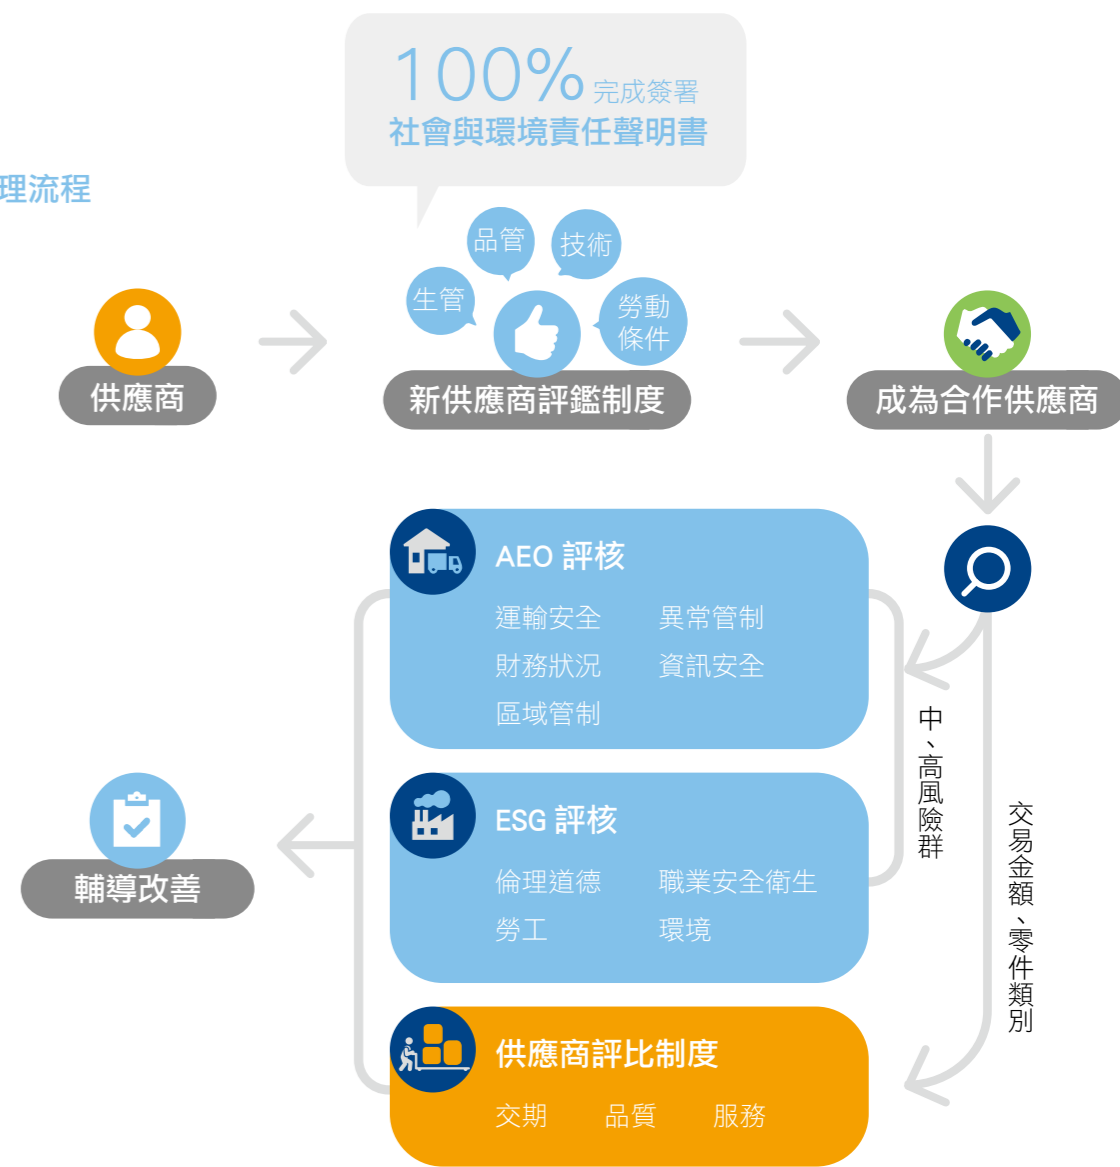 100% 完成簽署
社會與環境責任聲明書
理流程
品管
技術
生管
勞動
條件
供應商
新供應商評鑑制度
成為合作供應商
AEO 評核
運輸安全 異常管制
財務狀況 資訊安全
區域管制
中、高風險群
交易金額、零件類別
ESG 評核
倫理道德 職業安全衛生
勞工 環境
輔導改善
供應商評比制度
交期 品質 服務